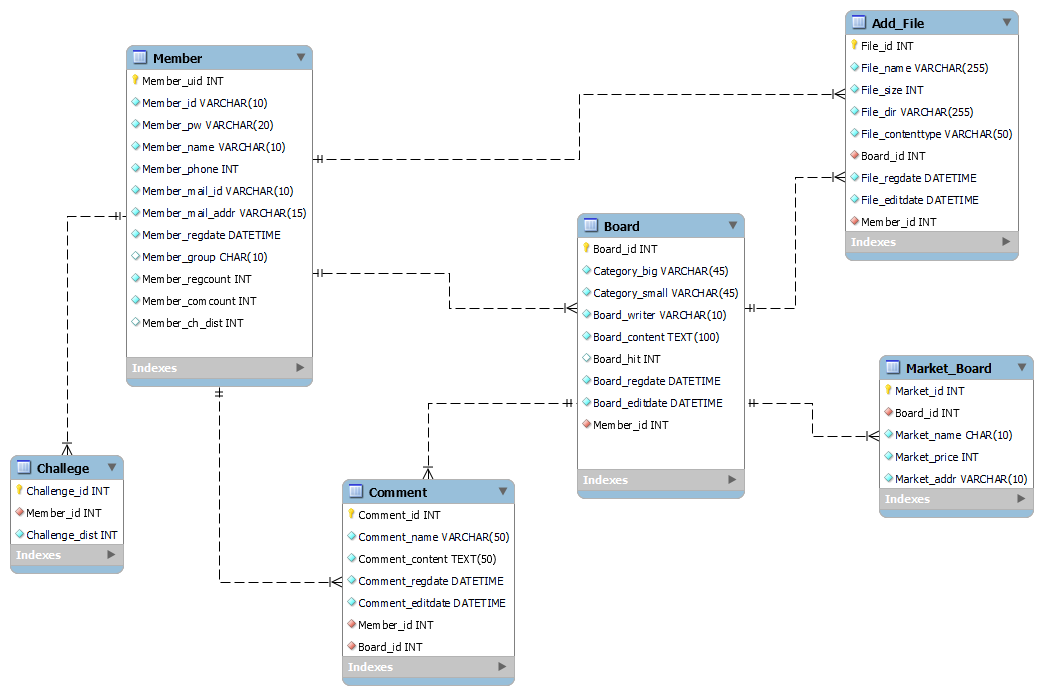 Member
Member_uid INT
Member_id VARCHAR(10)
Member_pw VARCHAR(20)
Member_name VARCHAR(10)
Member_phone INT
Member_mail_id VARCHAR(10)
Member_mail_addr VARCHAR(15)
Member_regdate DATETIME
Member_group CHAR(10)
Member_regcount INT
Member_comcount INT
Member_ch_dist INT
Indexes
Add_File
File_id INT
File_name VARCHAR(255)
File_size INT
File_dir VARCHAR(255)
File_contenttype VARCHAR(50)
Board_id INT
File_regdate DATETIME
File_editdate DATETIME
Member_id INT
Indexes
Board
Board_id INT
Category_big VARCHAR(45)
Category_small VARCHAR(45)
Board_writer VARCHAR(10)
Board_content TEXT(100)
Board_hit INT
Board_regdate DATETIME
Board_editdate DATETIME
Member_id INT
Indexes
Market_Board
Market_id INT
Board_id INT
Market_name CHAR(10)
Market_price INT
Market_addr VARCHAR(10)
Indexes
Challege
Challenge_id INT
Member_id INT
Challenge_dist INT
Indexes
Comment
Comment_id INT
Comment_name VARCHAR(50)
Comment_content TEXT(50)
Comment_regdate DATETIME
Comment_editdate DATETIME
Member_id INT
Board_id INT
Indexes